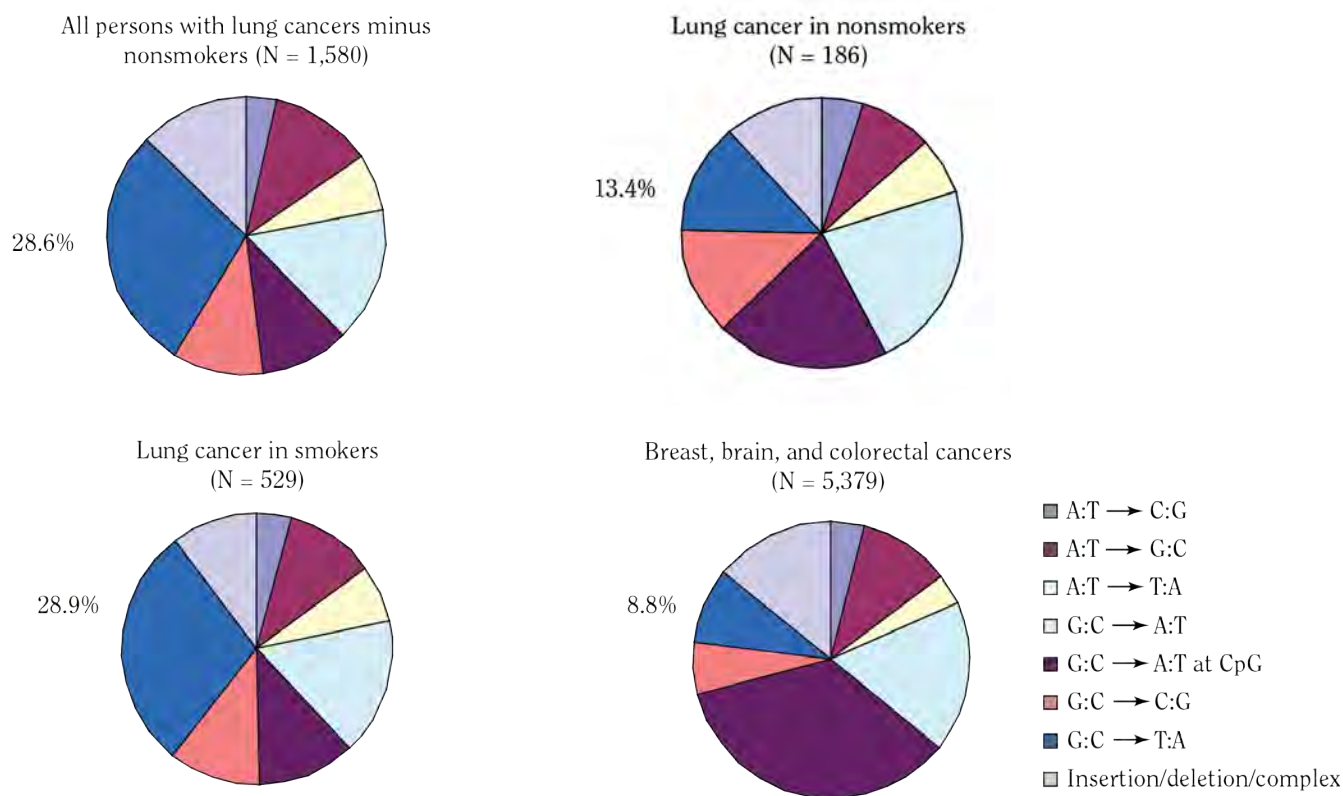 All persons with lung cancers minus
nonsmokers (N = 1,580)
28.6%
Lung cancer in nonsmokers
(N = 186)
13.4%
Lung cancer in smokers
(N = 529)
28.9%
Breast, brain, and colorectal cancers
(N = 5,379)
8.8%
A:T → C:G
A:T → G:C
A:T → T:A
G:C → A:T
G:C → A:T at CpG
G:C → C:G
G:C → T:A
Insertion/deletion/complex